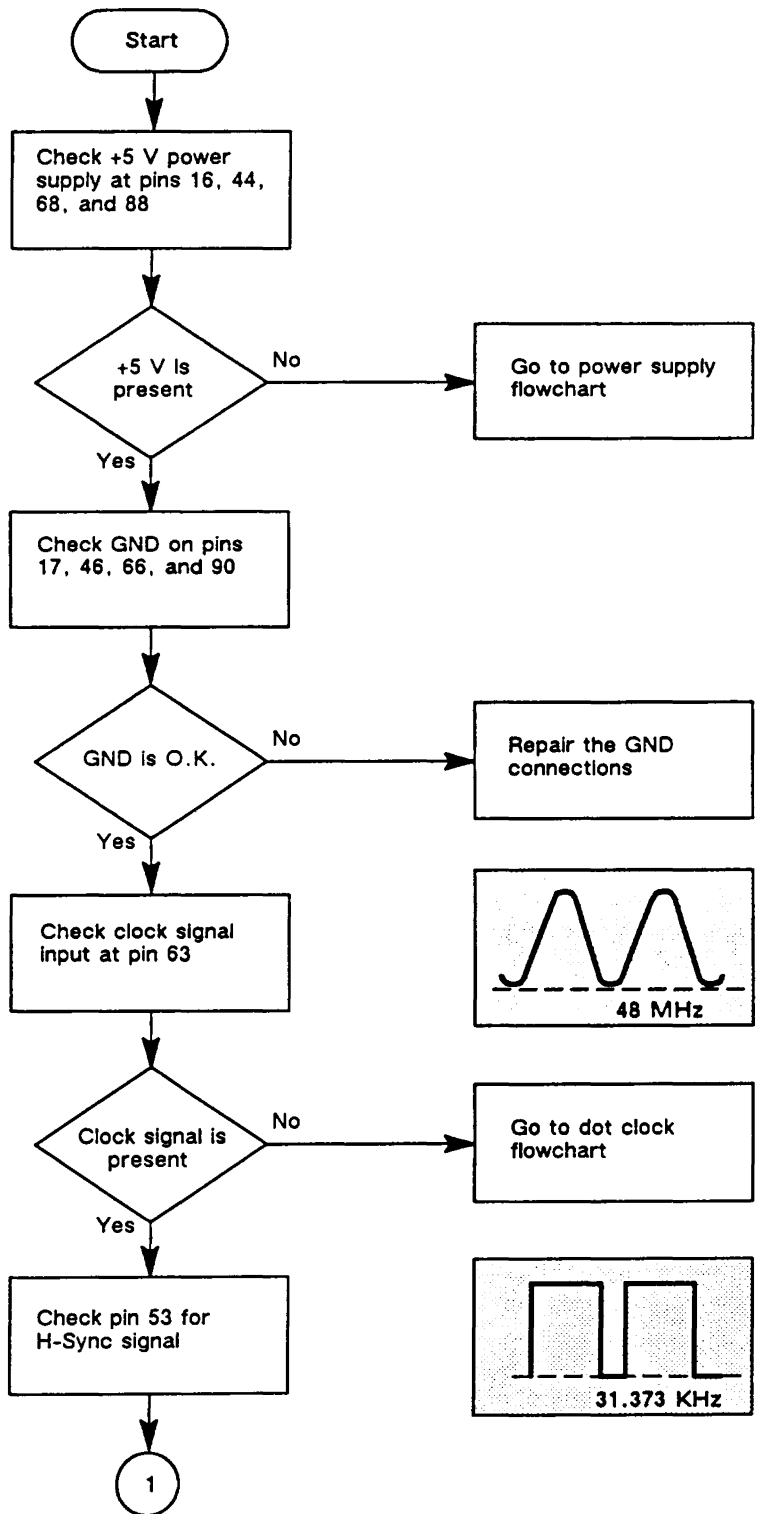 Start
Check +5 V power
supply at pins 16, 44,
68, and 88
+5 V is
present
No
Go to power supply
flowchart
Yes
Check GND on pins
17, 46, 66, and 90
GND is O.K.
No
Repair the GND
connections
Yes
Check clock signal
input at pin 63
48 MHz
Clock signal is
present
No
Go to dot clock
flowchart
Yes
Check pin 53 for
H-Sync signal
31.373 KHz
1